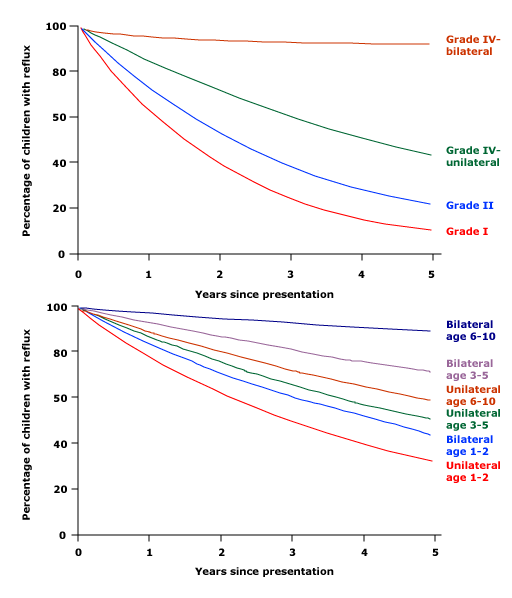 100
80
50
40
20
0
Percentage of children with reflux
0 1 2 3 4 5
Years since presentation
Grade IV-
bilateral
Grade IV-
unilateral
Grade II
Grade I
100
80
50
40
20
0
Percentage of children with reflux
0 1 2 3 4 5
Years since presentation
Bilateral
age 6-10
Bilateral
age 3-5
Unilateral
age 6-10
Unilateral
age 3-5
Bilateral
age 1-2
Unilateral
age 1-2